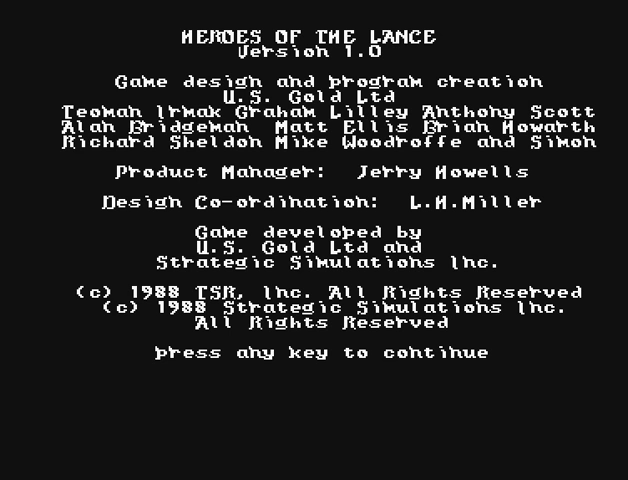 HEROES OF THE LANCE
Version 1.0
Game design and program creation
U.S. Gold Ltd
Teoman Irmak Graham Lilley Anthony Scott
Alan Bridgeman  Matt Ellis Brian Howarth
Richard Sheldon Mike Woodroffe and Simon
Product Manager:  Jerry Howells
Design Co-ordination:  L.H.Miller
Game developed by
U.S. Gold Ltd and
Strategic Simulations Inc.
(c) 1988 TSR, Inc. All Rights Reserved
(c) 1988 Strategic Simulations Inc.
All Rights Reserved
press any key to continue